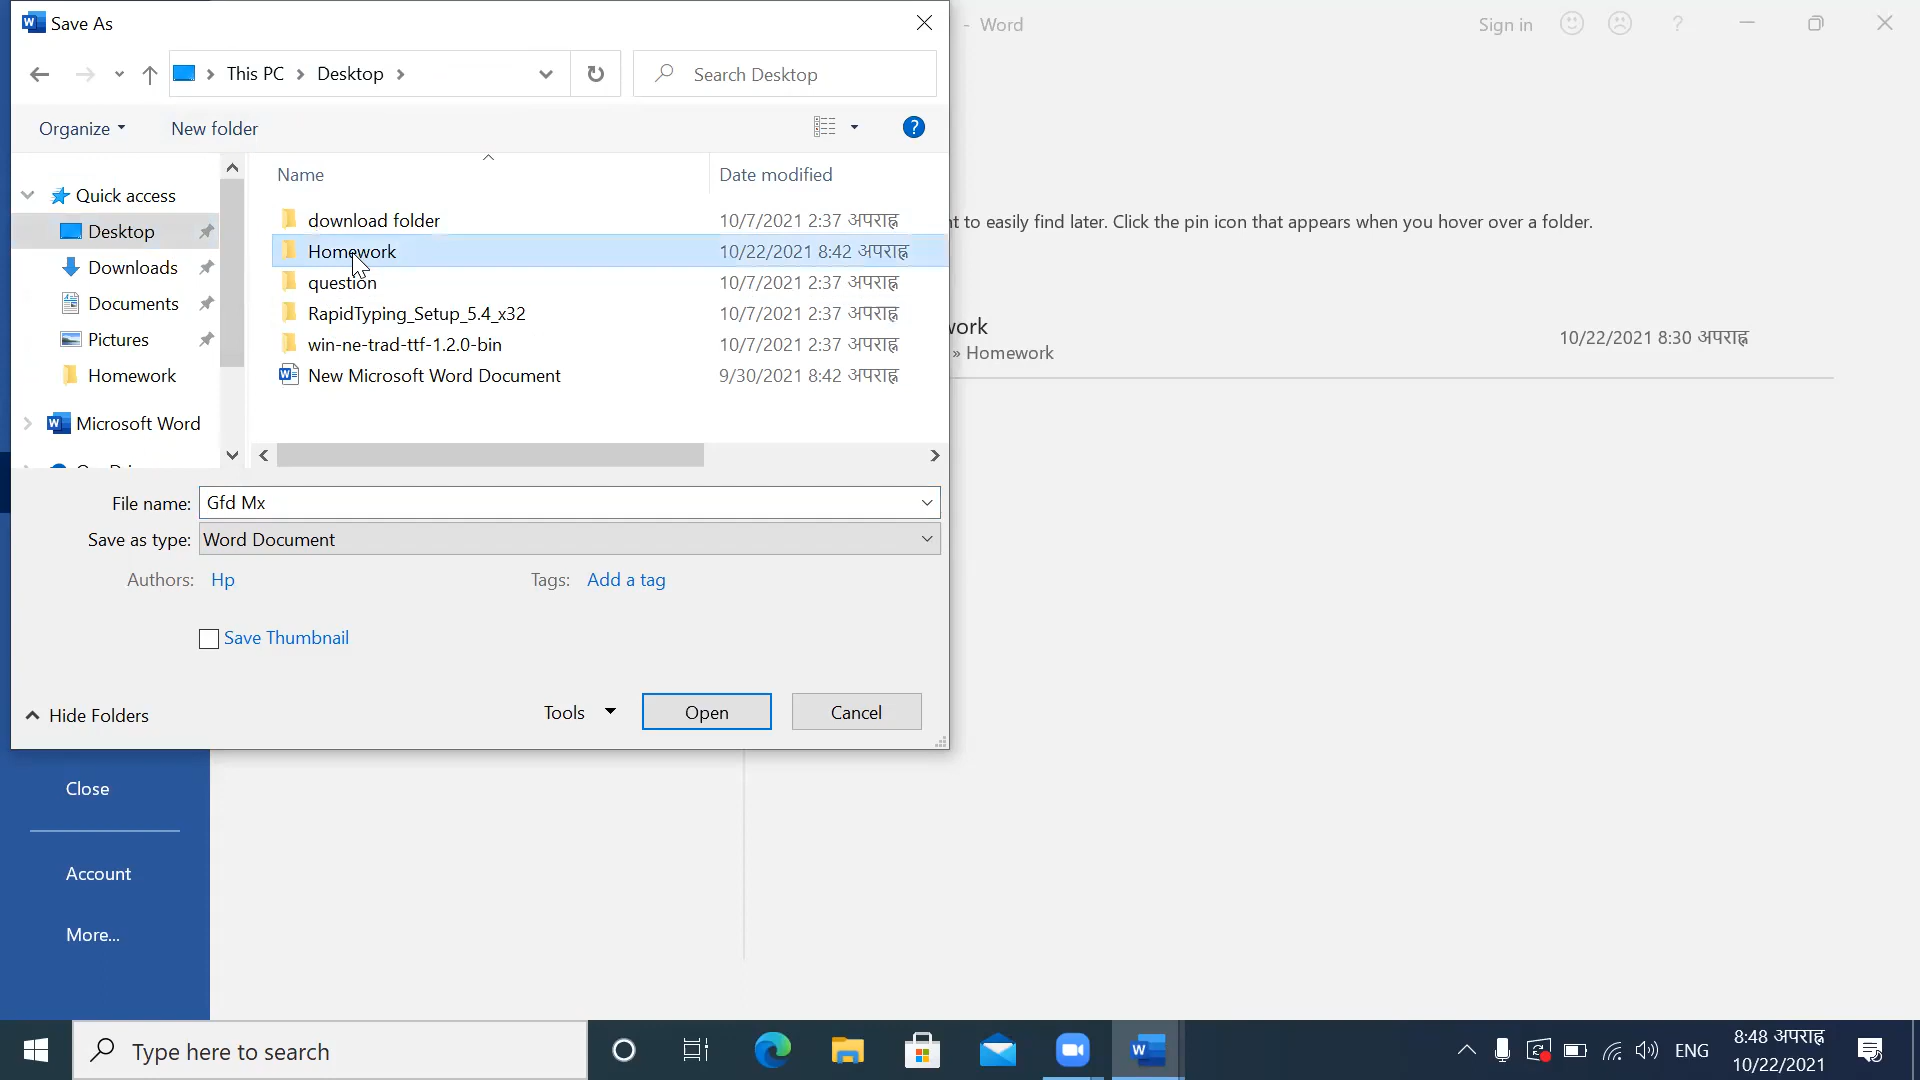 Save As
- Word
Sign in
This PC
Desktop
Search Desktop
Organize
New folder
Name
Date modified
Quick access
Desktop
Downloads
Documents
Pictures
Homework
Microsoft Word
download folder 10/7/2021 2:37 अपराह्न
Homework 10/22/2021 8:42 अपराह्न
question 10/7/2021 2:37 अपराह्न
RapidTyping_Setup_5.4_x32 10/7/2021 2:37 अपराह्न
win-ne-trad-ttf-1.2.0-bin 10/7/2021 2:37 अपराह्न
New Microsoft Word Document 9/30/2021 8:42 अपराह्न
to easily find later. Click the pin icon that appears when you hover over a folder.
10/22/2021 8:30 अपराह्न
» Homework
File name: Gfd Mx
Save as type: Word Document
Authors: Hp
Tags: Add a tag
Save Thumbnail
Hide Folders
Tools
Open
Cancel
Close
Account
More...
Type here to search
ENG
8:48 अपराह्न
10/22/2021